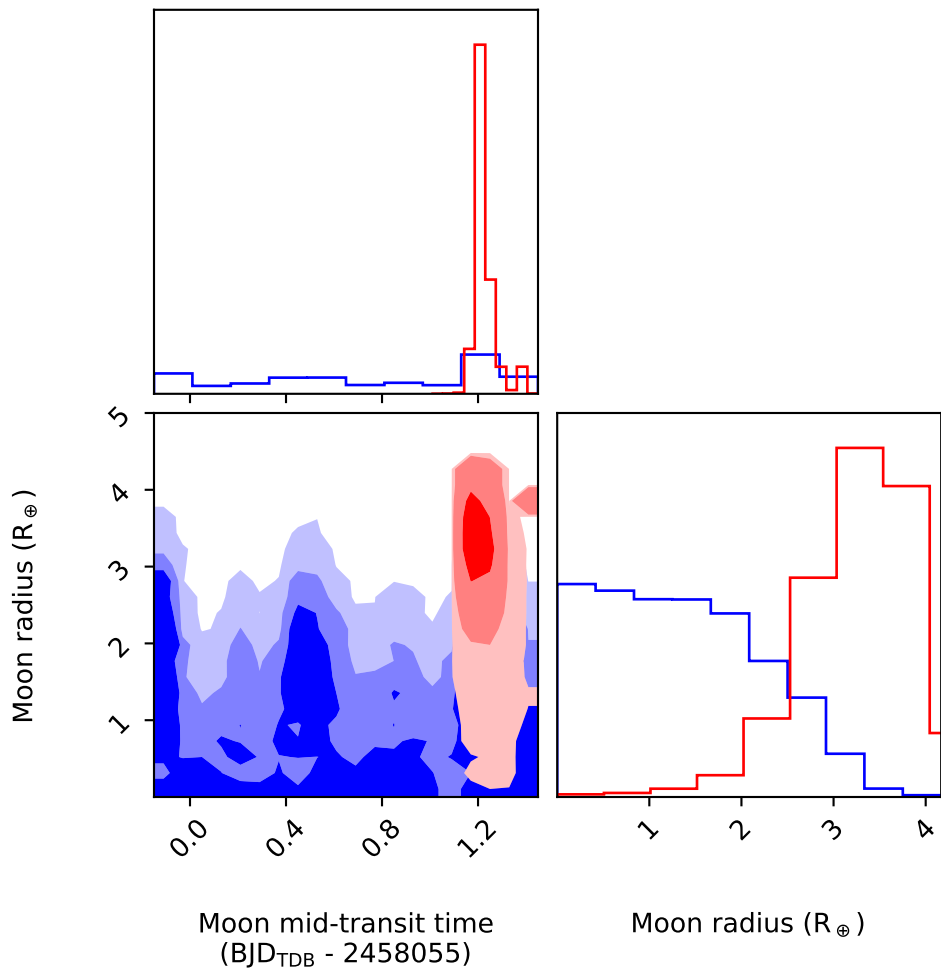 5
4
3
2
1
Moon radius (R⊕)
0.0 0.4 0.8 1.2
1 2 3 4
Moon mid-transit time
(BJD_TDB - 2458055)
Moon radius (R⊕)